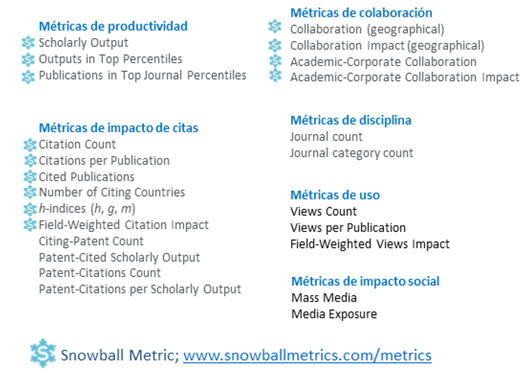 Métricas de productividad
Scholarly Output
Outputs in Top Percentiles
Publications in Top Journal Percentiles
Métricas de impacto de citas
Citation Count
Citations per Publication
Cited Publications
Number of Citing Countries
h-indices (h, g, m)
Field-Weighted Citation Impact
Citing-Patent Count
Patent-Cited Scholarly Output
Patent-Citations Count
Patent-Citations per Scholarly Output
Métricas de colaboración
Collaboration (geographical)
Collaboration Impact (geographical)
Academic-Corporate Collaboration
Academic-Corporate Collaboration Impact
Métricas de disciplina
Journal count
Journal category count
Métricas de uso
Views Count
Views per Publication
Field-Weighted Views Impact
Métricas de impacto social
Mass Media
Media Exposure
Snowball Metric; www.snowballmetrics.com/metrics